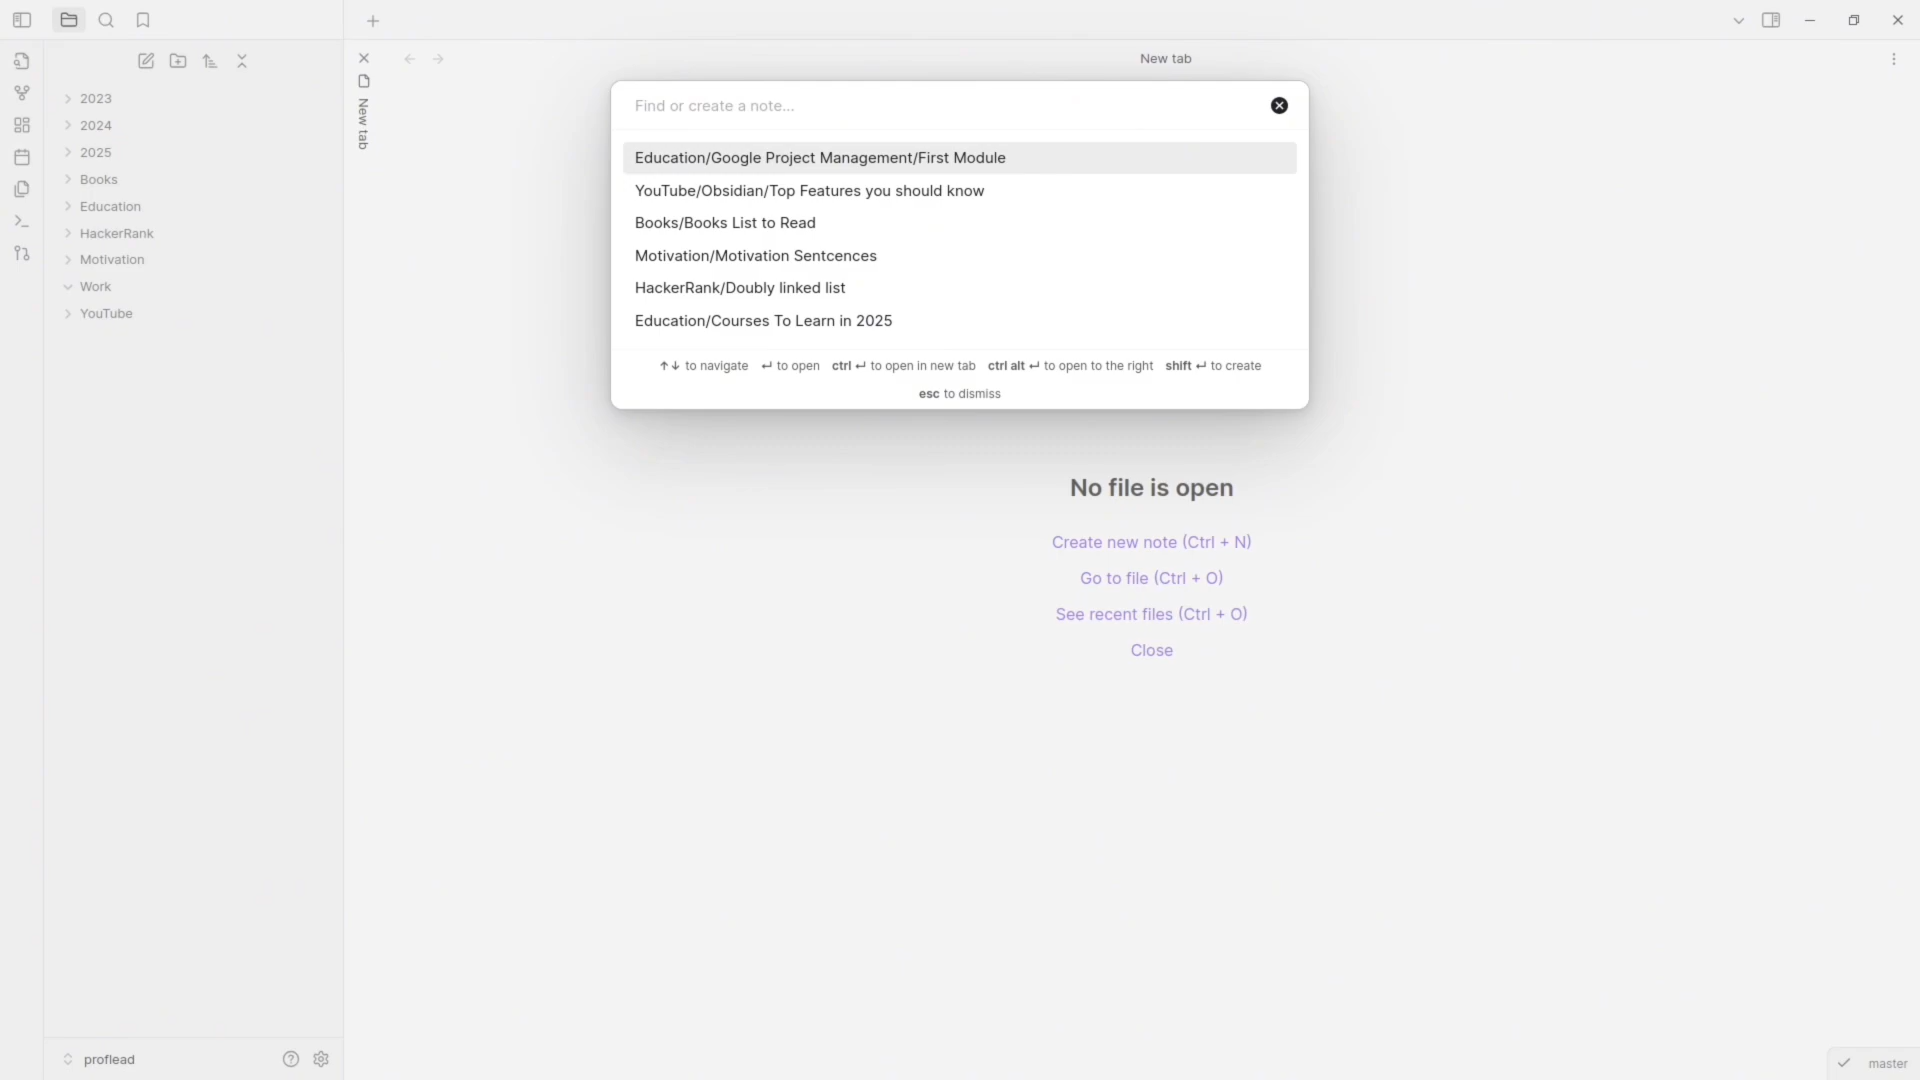 New tab
New tab
2023
2024
2025
Books
Education
HackerRank
Motivation
Work
YouTube
Find or create a note...
Education/Google Project Management/First Module
YouTube/Obsidian/Top Features you should know
Books/Books List to Read
Motivation/Motivation Sentcences
HackerRank/Doubly linked list
Education/Courses To Learn in 2025
↑↓ to navigate ↵ to open ctrl ↵ to open in new tab ctrl alt ↵ to open to the right shift ↵ to create
esc to dismiss
No file is open
Create new note (Ctrl + N)
Go to file (Ctrl + O)
See recent files (Ctrl + O)
Close
proflead
master